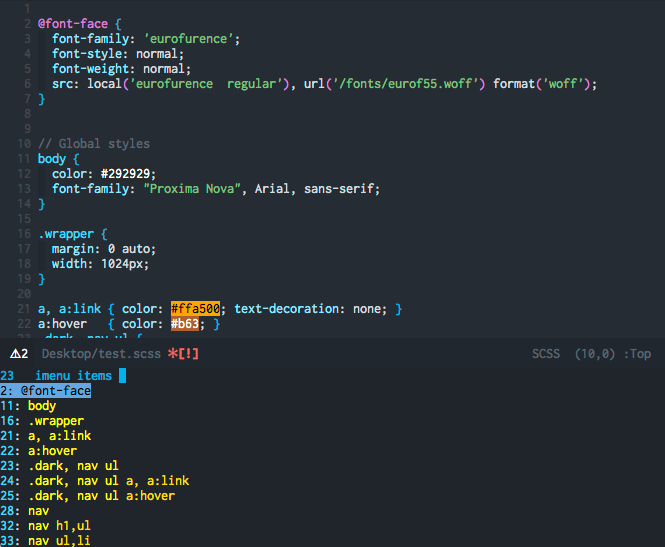 1
2 @font-face {
3   font-family: 'eurofurence';
4   font-style: normal;
5   font-weight: normal;
6   src: local('eurofurence  regular'), url('/fonts/eurof55.woff') format('woff');
7 }
8
9
10 // Global styles
11 body {
12   color: #292929;
13   font-family: "Proxima Nova", Arial, sans-serif;
14 }
15
16 .wrapper {
17   margin: 0 auto;
18   width: 1024px;
19 }
20
21 a, a:link { color: #ffa500; text-decoration: none; }
22 a:hover   { color: #b63; }
23 .dark, nav ul {
⚠2  Desktop/test.scss *[!]  SCSS  (10,0) :Top
23  imenu items
2: @font-face
11: body
16: .wrapper
21: a, a:link
22: a:hover
23: .dark, nav ul
24: .dark, nav ul a, a:link
25: .dark, nav ul a:hover
28: nav
32: nav h1,ul
33: nav ul,li